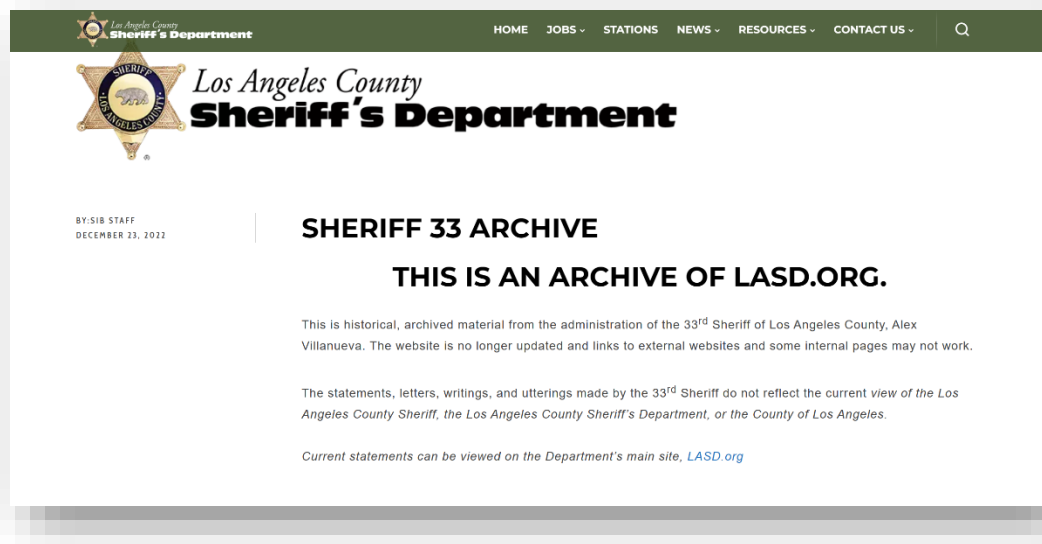 Los Angeles County
Sheriff's Department
HOME JOBS STATIONS NEWS RESOURCES CONTACT US
SHERIFF
LOS ANGELES COUNTY
Los Angeles County
Sheriff's Department
®
BY:SIB STAFF
DECEMBER 23, 2022
SHERIFF 33 ARCHIVE
THIS IS AN ARCHIVE OF LASD.ORG.
This is historical, archived material from the administration of the 33rd Sheriff of Los Angeles County, Alex
Villanueva. The website is no longer updated and links to external websites and some internal pages may not work.
The statements, letters, writings, and utterings made by the 33rd Sheriff do not reflect the current view of the Los
Angeles County Sheriff, the Los Angeles County Sheriff's Department, or the County of Los Angeles.
Current statements can be viewed on the Department's main site, LASD.org